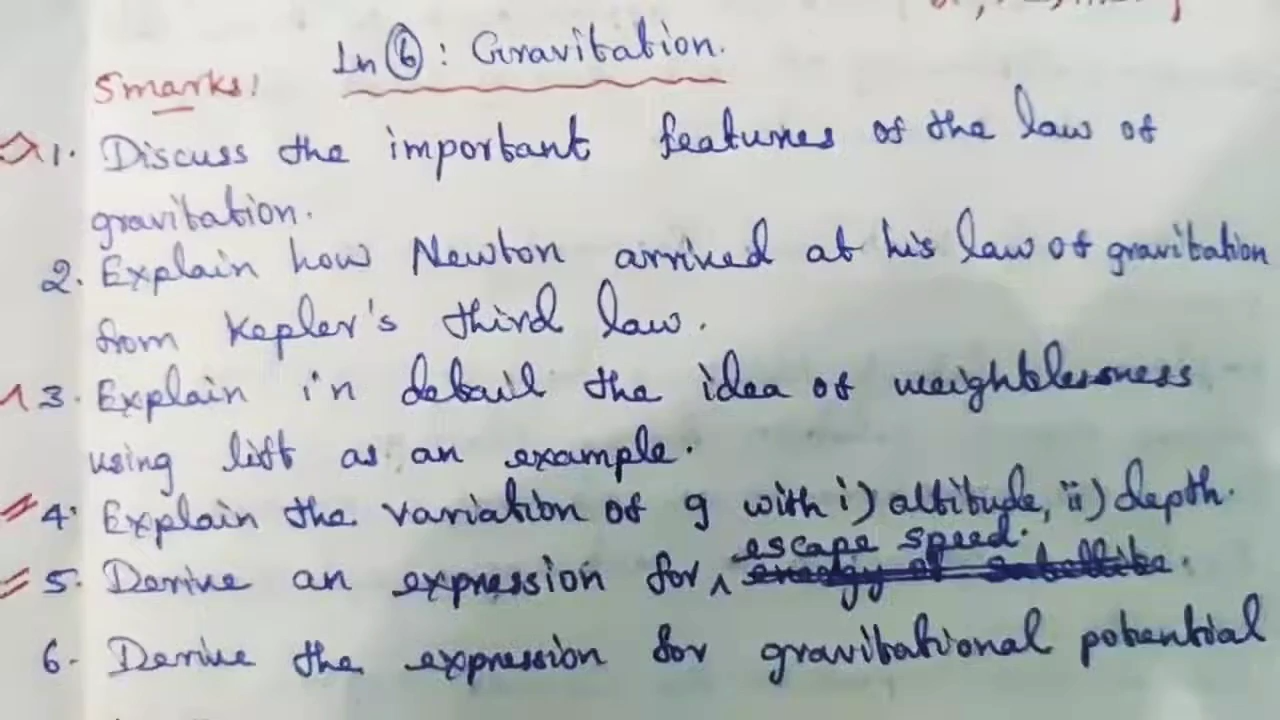 Ln ⑥ : Gravitation.
5marks!
1. Discuss the important features of the law of
gravitation.
2. Explain how Newton arrived at his law of gravitation
from Kepler's third law.
3. Explain in detail the idea of weightlessness
using lift as an example.
4. Explain the variation of g with i) altitude, ii) depth.
escape speed.
5. Derive an expression for ^ energy of satellite.
6. Derive the expression for gravitational potential